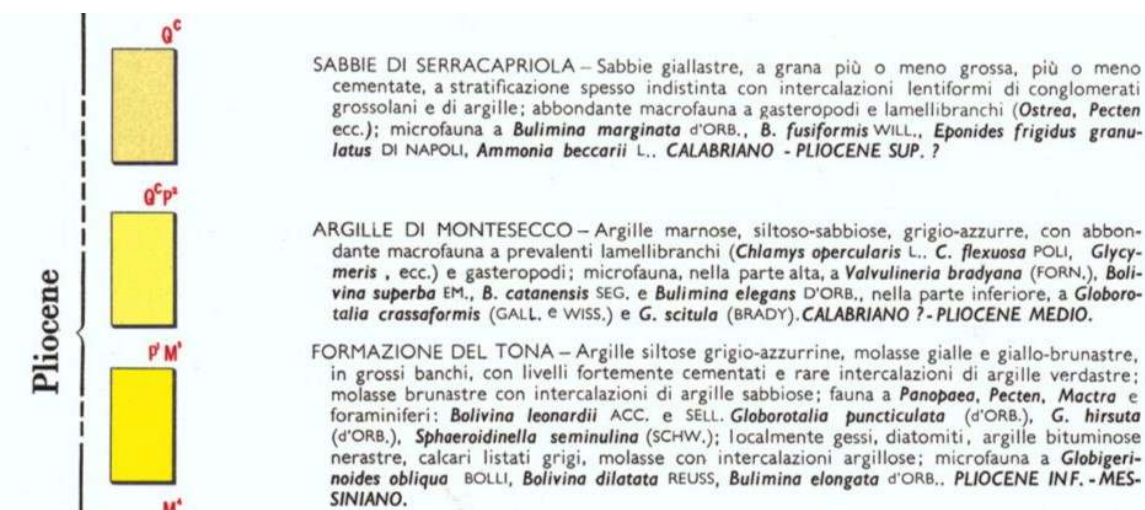 Qᶜ
SABBIE DI SERRACAPRIOLA – Sabbie giallastre, a grana più o meno grossa, più o meno
cementate, a stratificazione spesso indistinta con intercalazioni lentiformi di conglomerati
grossolani e di argille; abbondante macrofauna a gasteropodi e lamellibranchi (Ostrea, Pecten
ecc.); microfauna a Bulimina marginata d'ORB., B. fusiformis WILL., Eponides frigidus granu-
latus DI NAPOLI, Ammonia beccarii L.. CALABRIANO - PLIOCENE SUP. ?
QᶜP²
ARGILLE DI MONTESECCO – Argille marnose, siltoso-sabbiose, grigio-azzurre, con abbon-
dante macrofauna a prevalenti lamellibranchi (Chlamys opercularis L.. C. flexuosa POLI, Glycy-
meris , ecc.) e gasteropodi; microfauna, nella parte alta, a Valvulineria bradyana (FORN.), Boli-
vina superba EM., B. catanensis SEG. e Bulimina elegans D'ORB., nella parte inferiore, a Globoro-
talia crassaformis (GALL. e WISS.) e G. scitula (BRADY). CALABRIANO ?- PLIOCENE MEDIO.
Pliocene
FORMAZIONE DEL TONA – Argille siltose grigio-azzurrine, molasse gialle e giallo-brunastre,
in grossi banchi, con livelli fortemente cementati e rare intercalazioni di argille verdastre;
molasse brunastre con intercalazioni di argille sabbiose; fauna a Panopaea, Pecten, Mactra e
foraminiferi: Bolivina leonardii ACC. e SELL. Globorotalia puncticulata (d'ORB.), G. hirsuta
(d'ORB.), Sphaeroidinella seminulina (SCHW.); localmente gessi, diatomiti, argille bituminose
nerastre, calcari listati grigi, molasse con intercalazioni argillose; microfauna a Globigeri-
noides obliqua BOLLI, Bolivina dilatata REUSS, Bulimina elongata d'ORB.. PLIOCENE INF. - MES-
SINIANO.